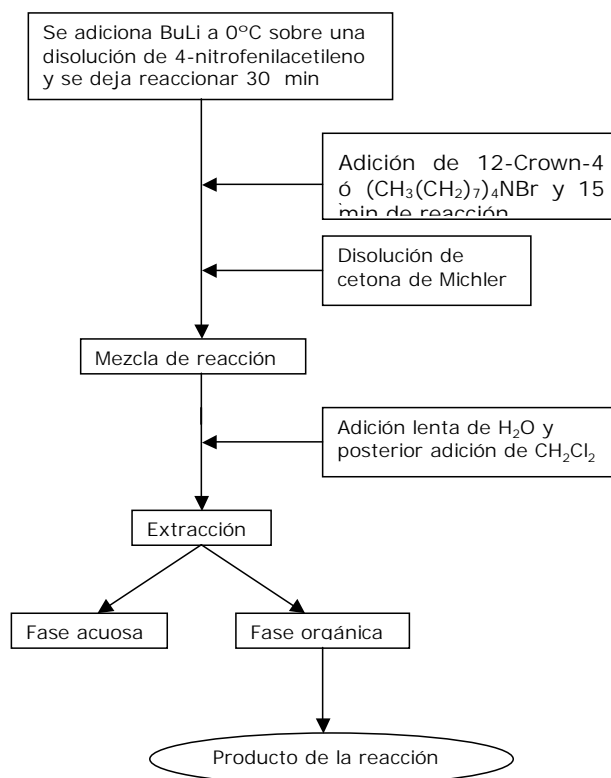 Se adiciona BuLi a 0ºC sobre una
disolución de 4-nitrofenilacetileno
y se deja reaccionar 30 min
Adición de 12-Crown-4
ó (CH₃(CH₂)₇)₄NBr y 15
min de reacción
Disolución de
cetona de Michler
Mezcla de reacción
Adición lenta de H₂O y
posterior adición de CH₂Cl₂
Extracción
Fase acuosa
Fase orgánica
Producto de la reacción